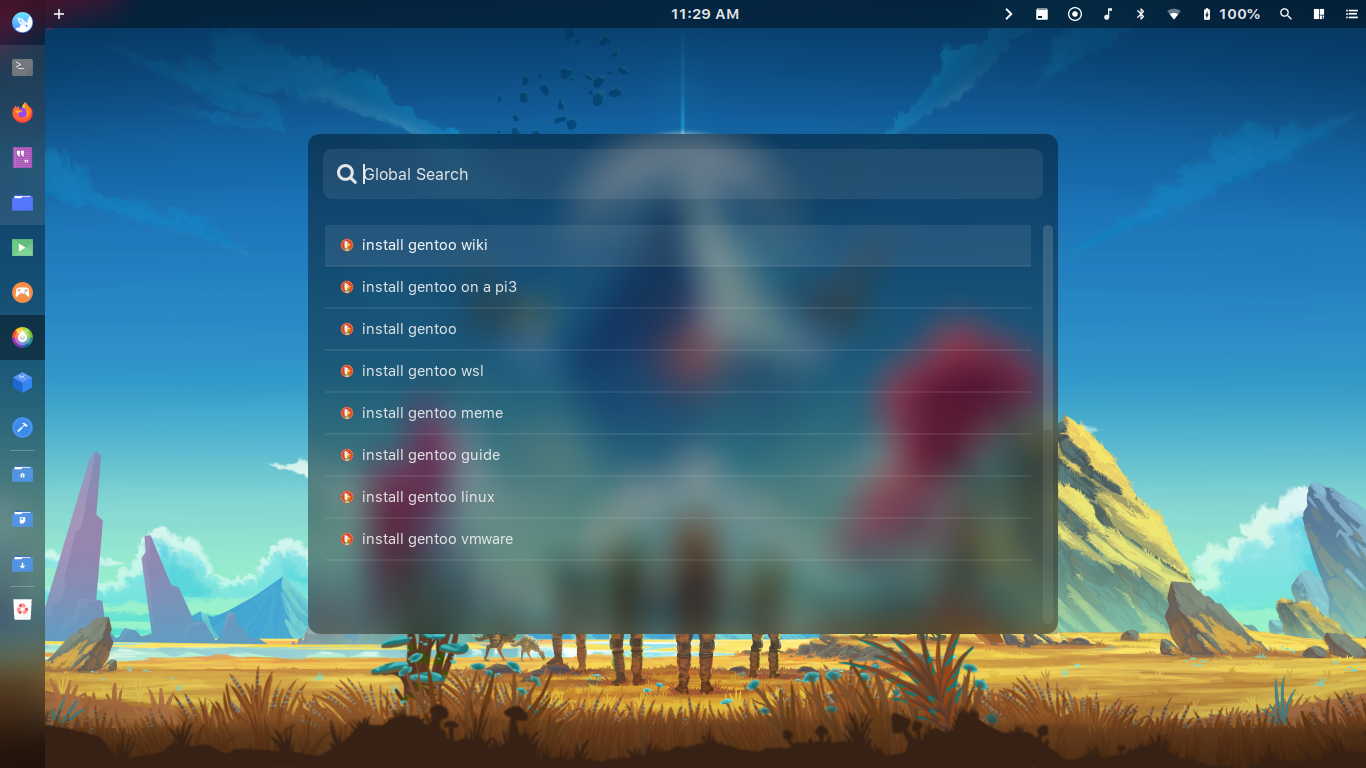 11:29 AM
100%
Global Search
install gentoo wiki
install gentoo on a pi3
install gentoo
install gentoo wsl
install gentoo meme
install gentoo guide
install gentoo linux
install gentoo vmware